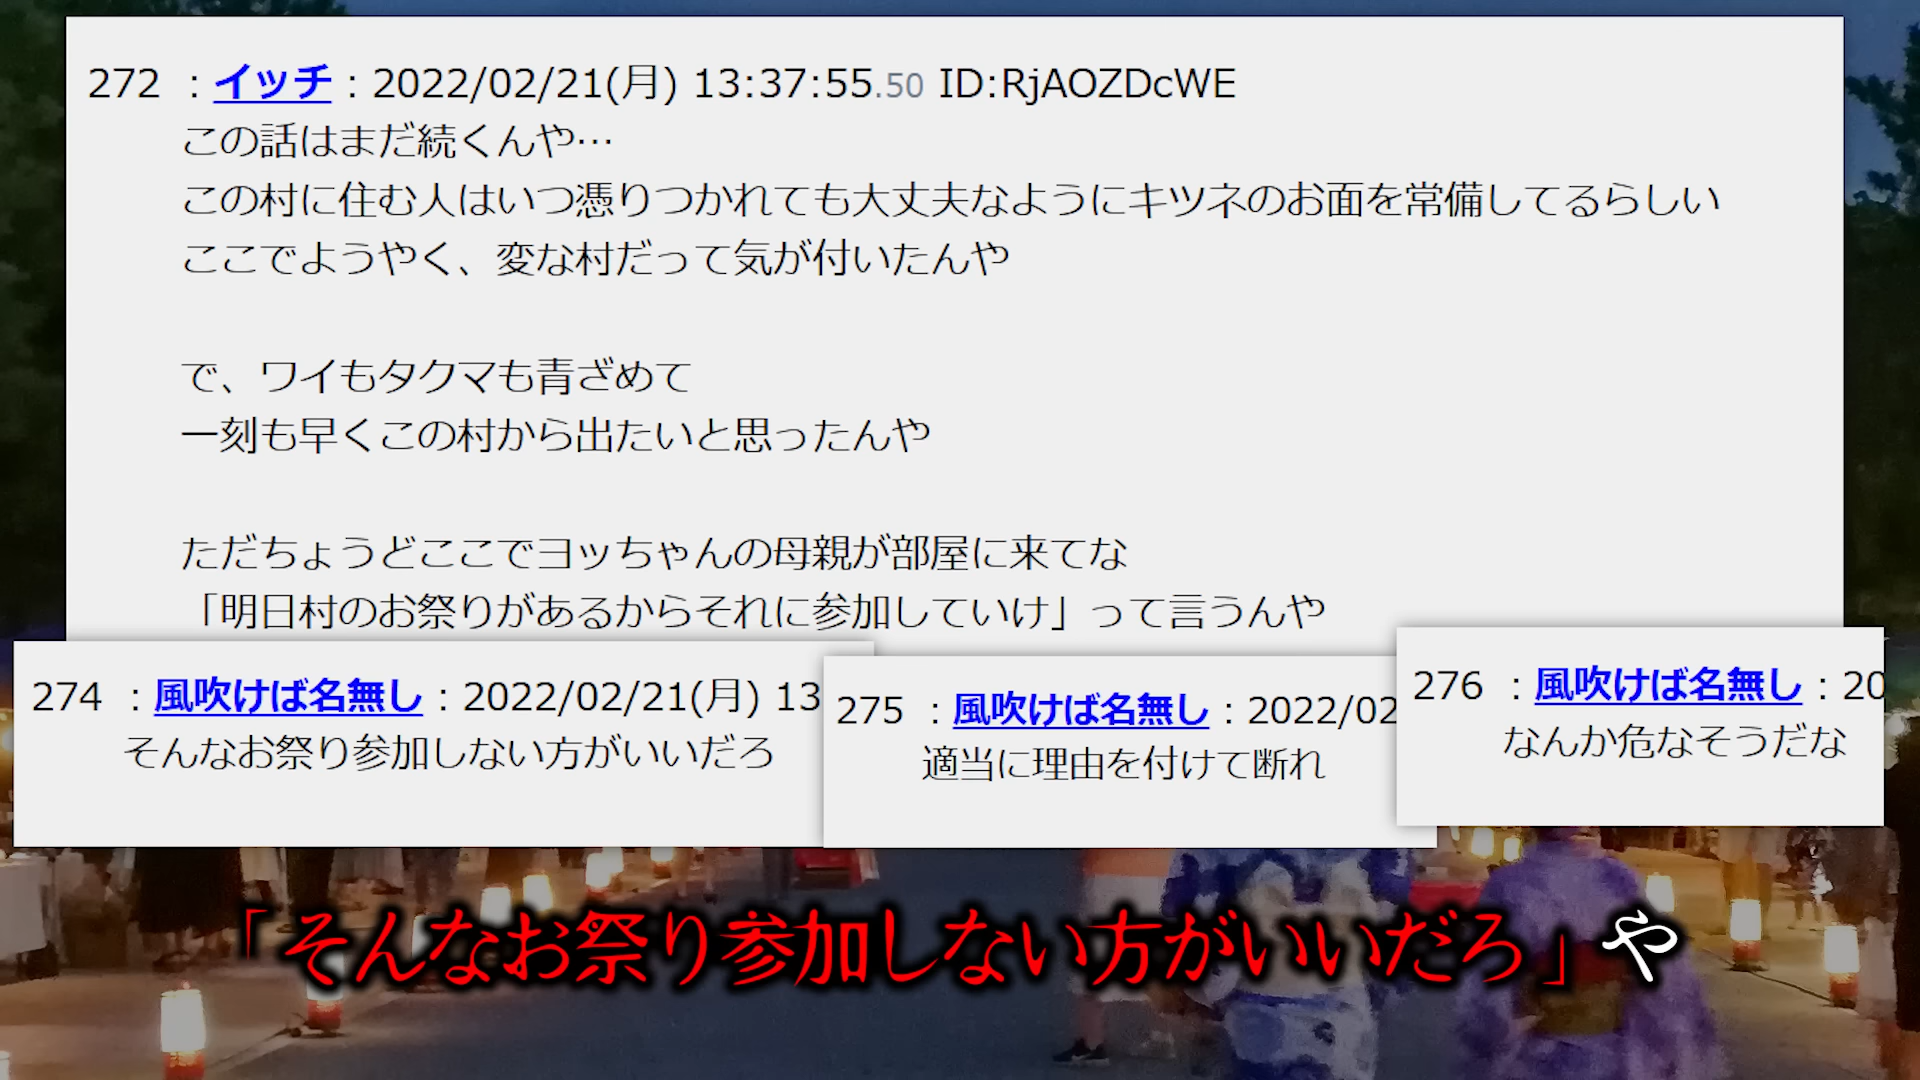 272 ：イッチ：2022/02/21(月) 13:37:55.50 ID:RjAOZDcWE
この話はまだ続くんや…
この村に住む人はいつ憑りつかれても大丈夫なようにキツネのお面を常備してるらしい
ここでようやく、変な村だって気が付いたんや
で、ワイもタクマも青ざめて
一刻も早くこの村から出たいと思ったんや
ただちょうどここでヨッちゃんの母親が部屋に来てな
「明日村のお祭りがあるからそれに参加していけ」って言うんや
274 ：風吹けば名無し：2022/02/21(月) 13
そんなお祭り参加しない方がいいだろ
275 ：風吹けば名無し：2022/02
適当に理由を付けて断れ
276 ：風吹けば名無し：20
なんか危なそうだな
「そんなお祭り参加しない方がいいだろ」や